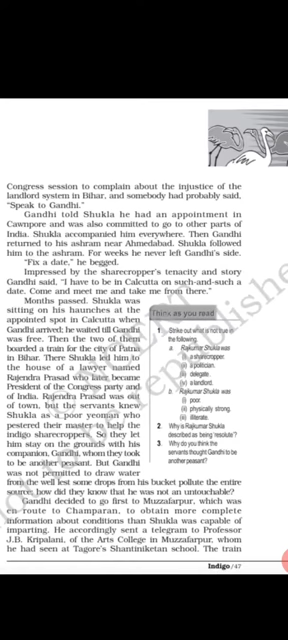 Congress session to complain about the injustice of the
landlord system in Bihar, and somebody had probably said,
“Speak to Gandhi.”
Gandhi told Shukla he had an appointment in
Cawnpore and was also committed to go to other parts of
India. Shukla accompanied him everywhere. Then Gandhi
returned to his ashram near Ahmedabad. Shukla followed
him to the ashram. For weeks he never left Gandhi's side.
“Fix a date,” he begged.
Impressed by the sharecropper's tenacity and story
Gandhi said, “I have to be in Calcutta on such-and-such a
date. Come and meet me and take me from there.”
Months passed. Shukla was
sitting on his haunches at the
appointed spot in Calcutta when
Gandhi arrived; he waited till Gandhi
was free. Then the two of them
boarded a train for the city of Patna
in Bihar. There Shukla led him to
the house of a lawyer named
Rajendra Prasad who later became
President of the Congress party and
of India. Rajendra Prasad was out
of town, but the servants knew
Shukla as a poor yeoman who
pestered their master to help the
indigo sharecroppers. So they let
him stay on the grounds with his
companion, Gandhi, whom they took
to be another peasant. But Gandhi
was not permitted to draw water
from the well lest some drops from his bucket pollute the entire
source; how did they know that he was not an untouchable?
Gandhi decided to go first to Muzzafarpur, which was
en-route to Champaran, to obtain more complete
information about conditions than Shukla was capable of
imparting. He accordingly sent a telegram to Professor
J.B. Kripalani, of the Arts College in Muzzafarpur, whom
he had seen at Tagore's Shantiniketan school. The train
Think as you read
1 Strike out what is not true in
the following.
a. Rajkumar Shukla was
(i) a sharecropper.
(ii) a politician.
(iii) delegate.
(iv) a landlord.
b. Rajkumar Shukla was
(i) poor.
(ii) physically strong.
(iii) illiterate.
2 Why is Rajkumar Shukla
described as being 'resolute'?
3 Why do you think the
servants thought Gandhi to be
another peasant?
Indigo/47